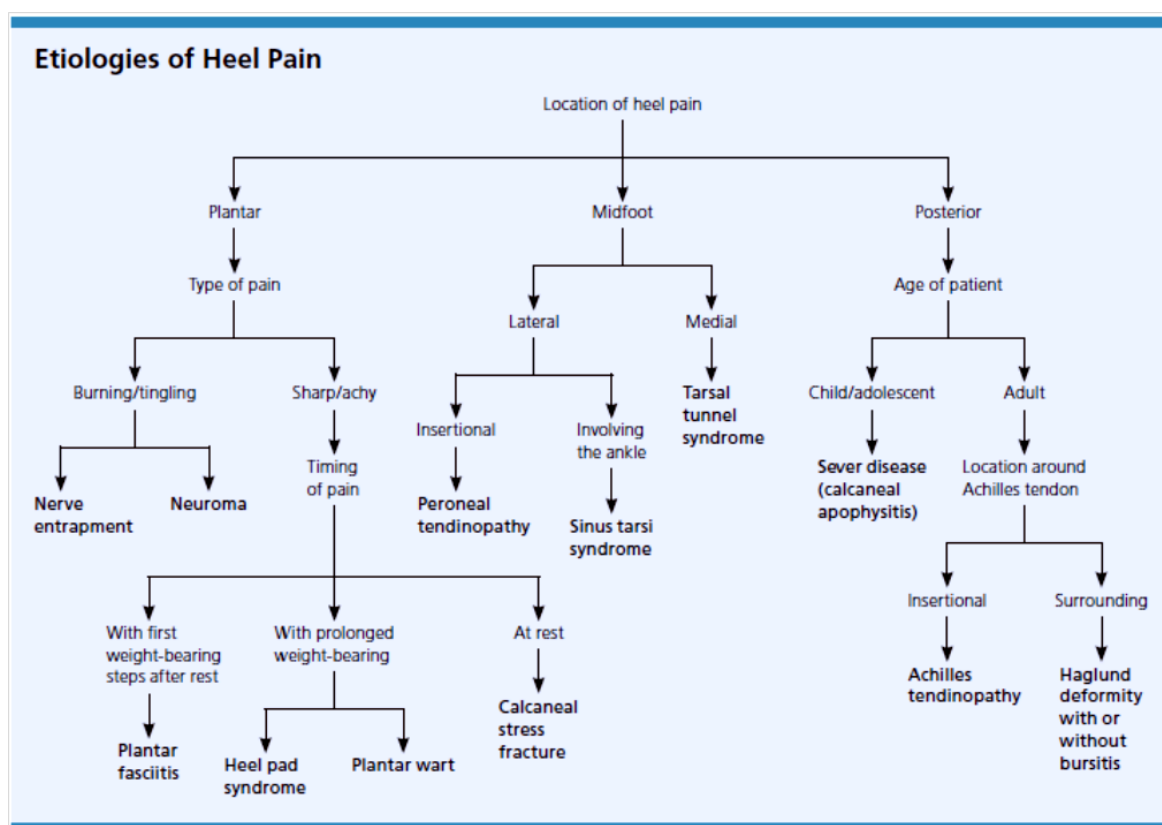 Etiologies of Heel Pain
Location of heel pain
Plantar
Midfoot
Posterior
Type of pain
Age of patient
Lateral
Medial
Burning/tingling
Sharp/achy
Tarsal
tunnel
syndrome
Child/adolescent
Adult
Insertional
Involving
the ankle
Timing
of pain
Sever disease
(calcaneal
apophysitis)
Location around
Achilles tendon
Nerve
entrapment
Neuroma
Peroneal
tendinopathy
Sinus tarsi
syndrome
With first
weight-bearing
steps after rest
With prolonged
weight-bearing
At rest
Insertional
Surrounding
Plantar
fasciitis
Heel pad
syndrome
Plantar wart
Calcaneal
stress
fracture
Achilles
tendinopathy
Haglund
deformity
with or
without
bursitis